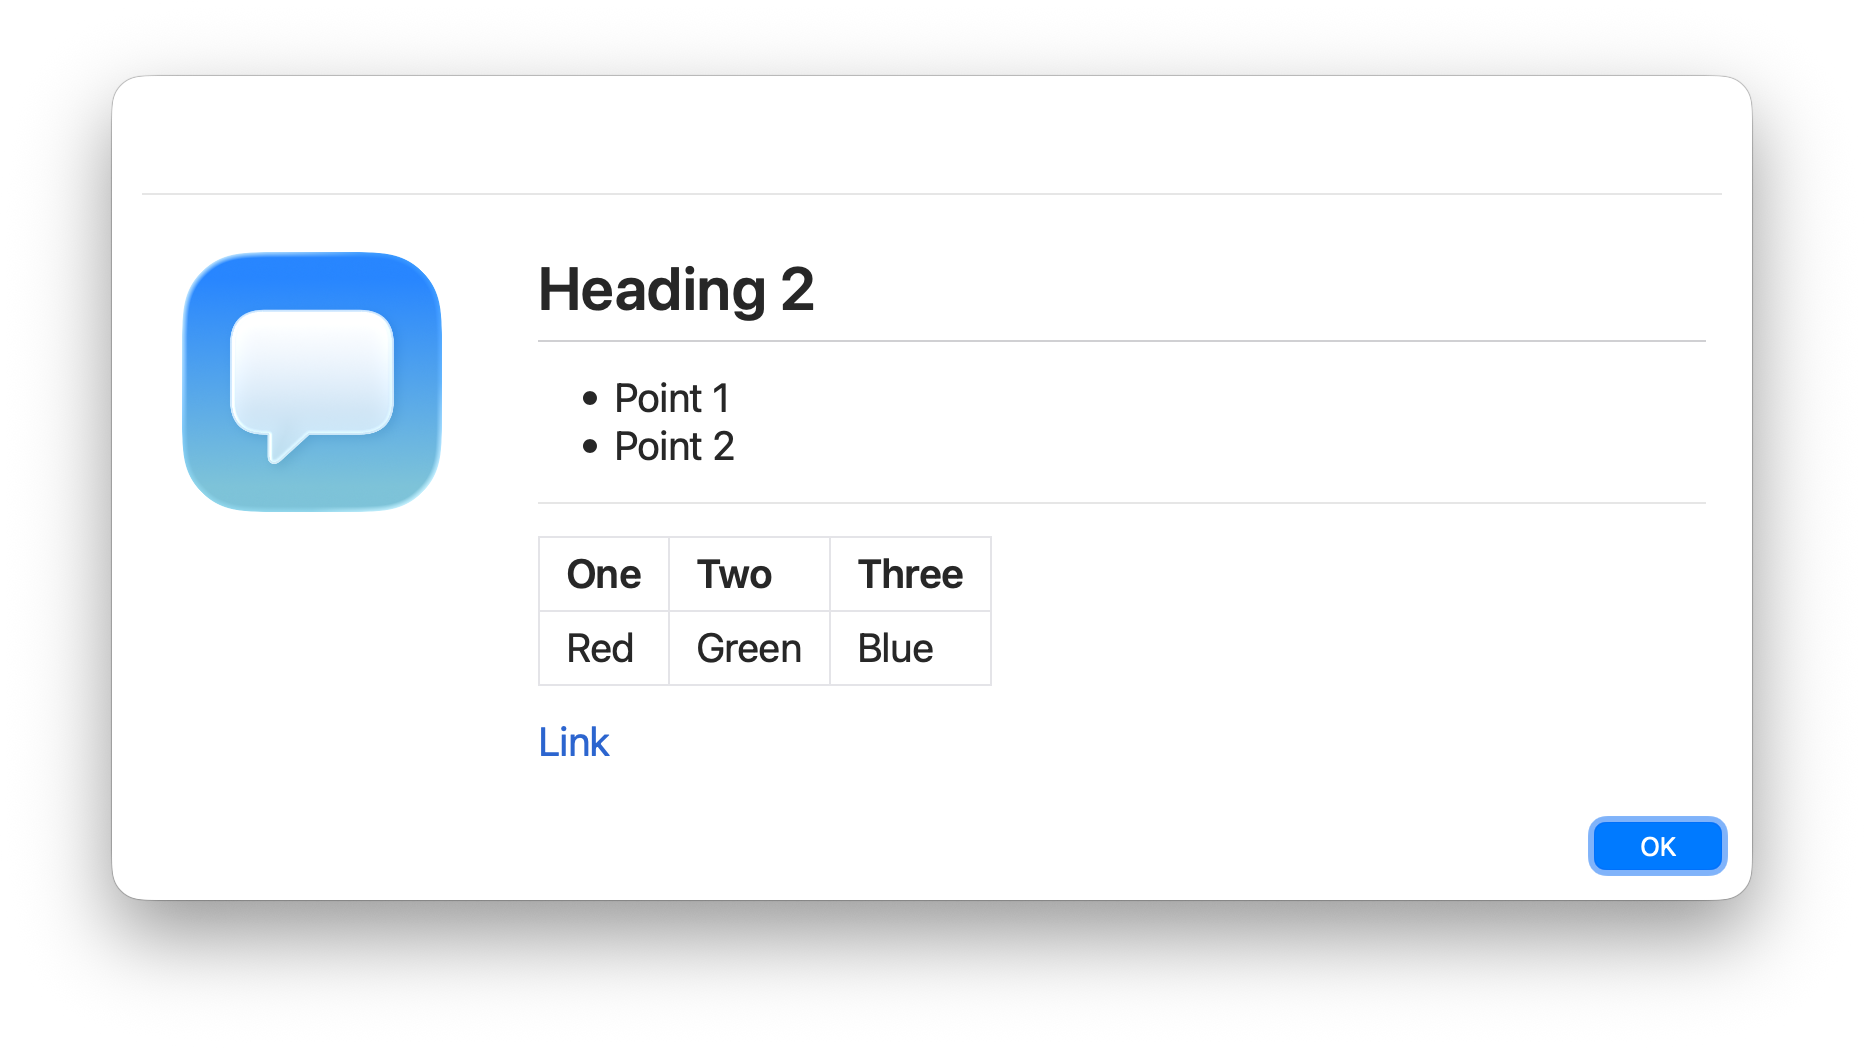 Heading 2
• Point 1
• Point 2
One Two Three
Red Green Blue
Link
OK